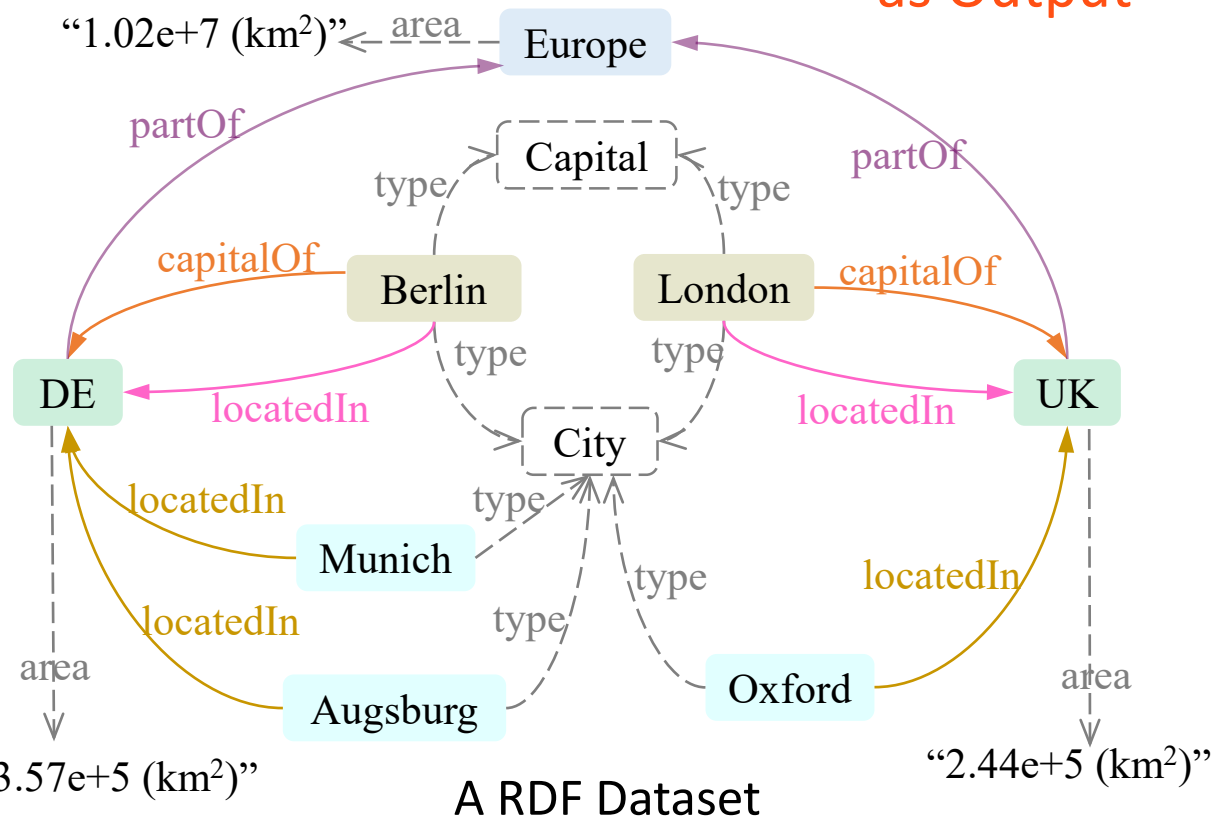 as Output
“1.02e+7 (km²)”
area
Europe
partOf
partOf
Capital
type
type
capitalOf
capitalOf
Berlin
London
type
type
DE
UK
locatedIn
locatedIn
City
locatedIn
type
Munich
locatedIn
type
locatedIn
type
area
area
Augsburg
Oxford
3.57e+5 (km²)”
“2.44e+5 (km²)”
A RDF Dataset